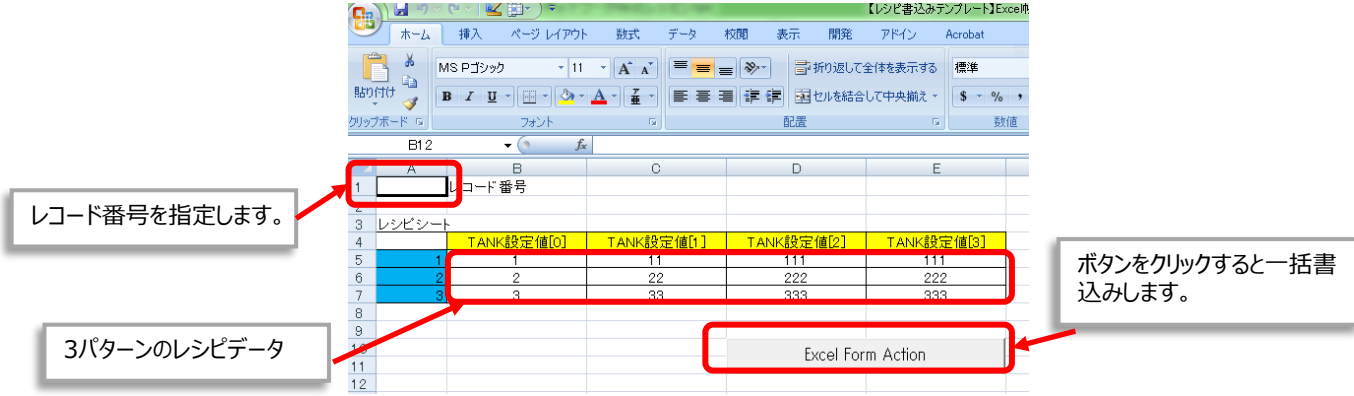 【レシピ書込みテンプレート】Excel
ホーム 挿入 ページ レイアウト 数式 データ 校閲 表示 開発 アドイン Acrobat
MS Pゴシック 11 折り返して全体を表示する 標準
貼り付け B I U セルを結合して中央揃え $ %
クリップボード フォント 配置 数値
B12 fx
A B C D E
1 レコード番号
2
3 レシピシート
4 TANK設定値[0] TANK設定値[1] TANK設定値[2] TANK設定値[3]
5 1 1 11 111 111
6 2 2 22 222 222
7 3 3 33 333 333
8
9
10
11
12
Excel Form Action
レコード番号を指定します。
3パターンのレシピデータ
ボタンをクリックすると一括書
込みします。